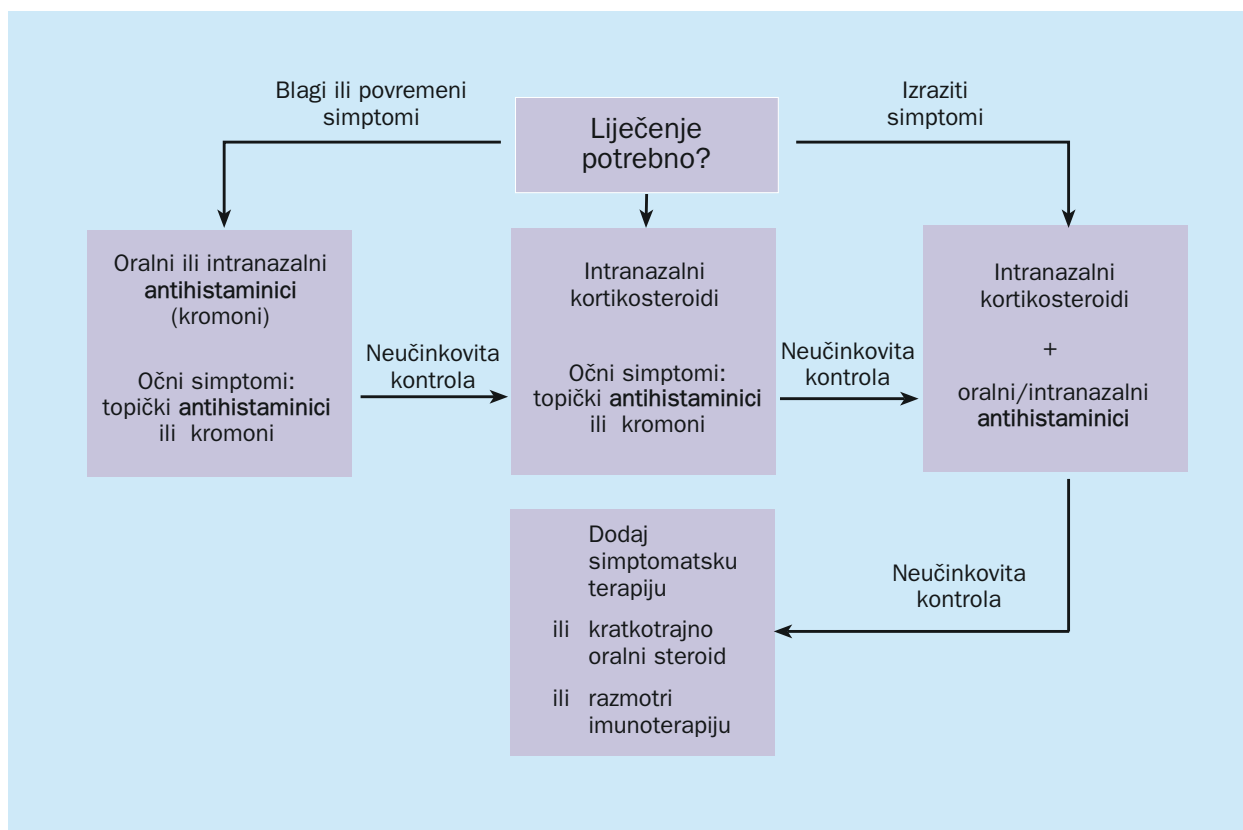 Blagi ili povremeni
simptomi
Liječenje
potrebno?
Izraziti
simptomi
Oralni ili intranazalni
antihistaminici
(kromoni)
Očni simptomi:
topički antihistaminici
ili kromoni
Neučinkovita
kontrola
Intranazalni
kortikosteroidi
Očni simptomi:
topički antihistaminici
ili kromoni
Neučinkovita
kontrola
Intranazalni
kortikosteroidi
+
oralni/intranazalni
antihistaminici
Neučinkovita
kontrola
Dodaj
simptomatsku
terapiju
ili kratkotrajno
oralni steroid
ili razmotri
imunoterapiju